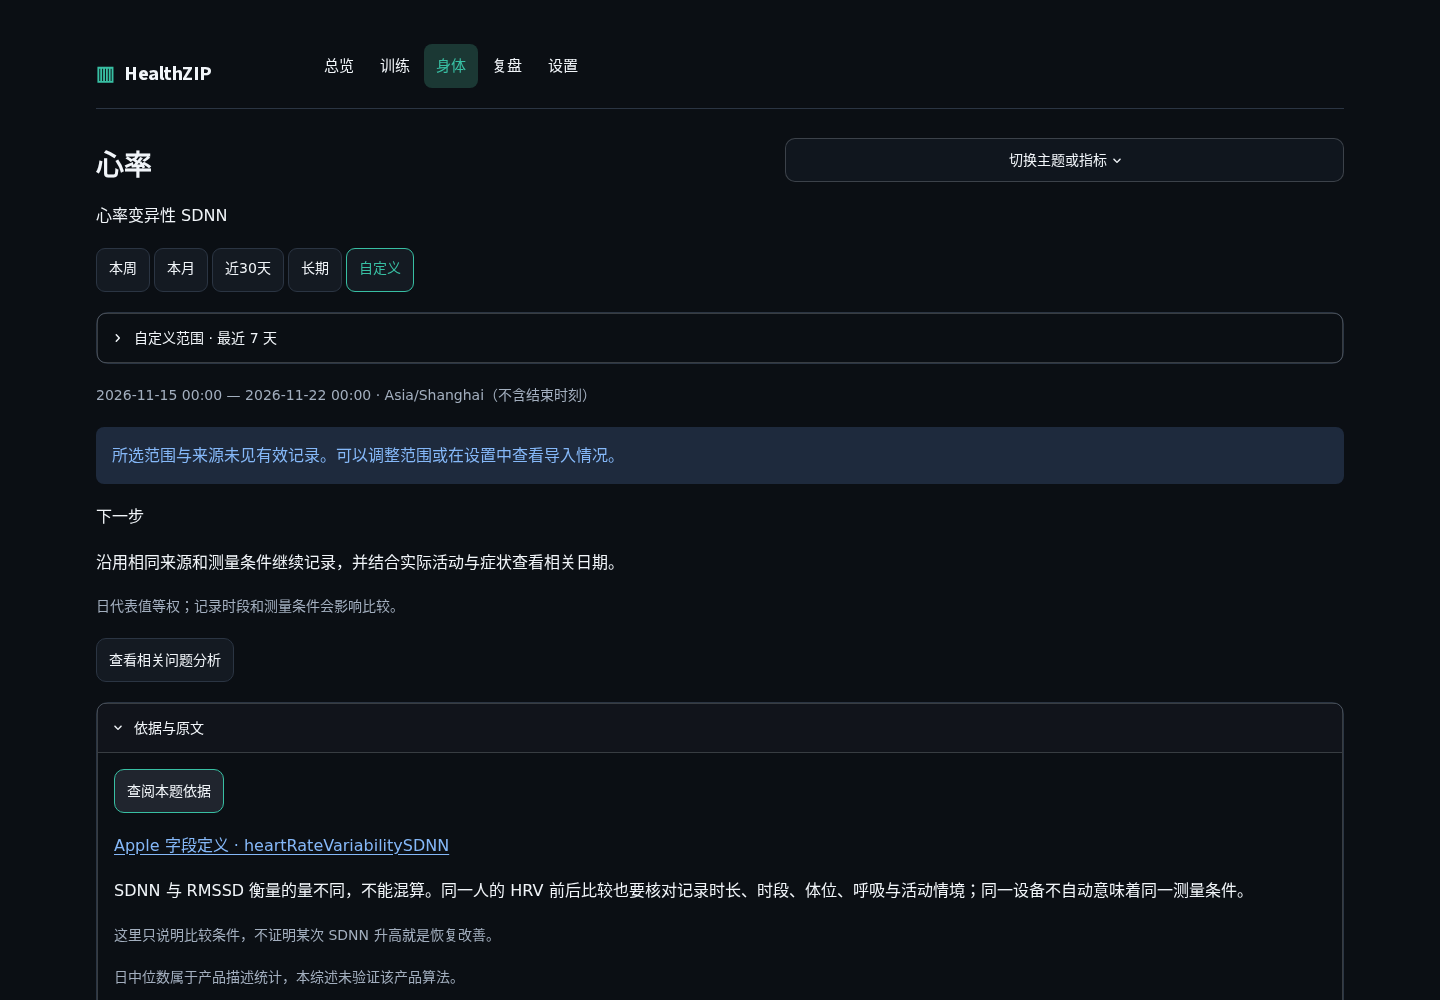 HealthZIP
总览 训练 身体 复盘 设置
心率
切换主题或指标
心率变异性 SDNN
本周 本月 近30天 长期 自定义
自定义范围 · 最近 7 天
2026-11-15 00:00 — 2026-11-22 00:00 · Asia/Shanghai（不含结束时刻）
所选范围与来源未见有效记录。可以调整范围或在设置中查看导入情况。
下一步
沿用相同来源和测量条件继续记录，并结合实际活动与症状查看相关日期。
日代表值等权；记录时段和测量条件会影响比较。
查看相关问题分析
依据与原文
查阅本题依据
Apple 字段定义 · heartRateVariabilitySDNN
SDNN 与 RMSSD 衡量的量不同，不能混算。同一人的 HRV 前后比较也要核对记录时长、时段、体位、呼吸与活动情境；同一设备不自动意味着同一测量条件。
这里只说明比较条件，不证明某次 SDNN 升高就是恢复改善。
日中位数属于产品描述统计，本综述未验证该产品算法。